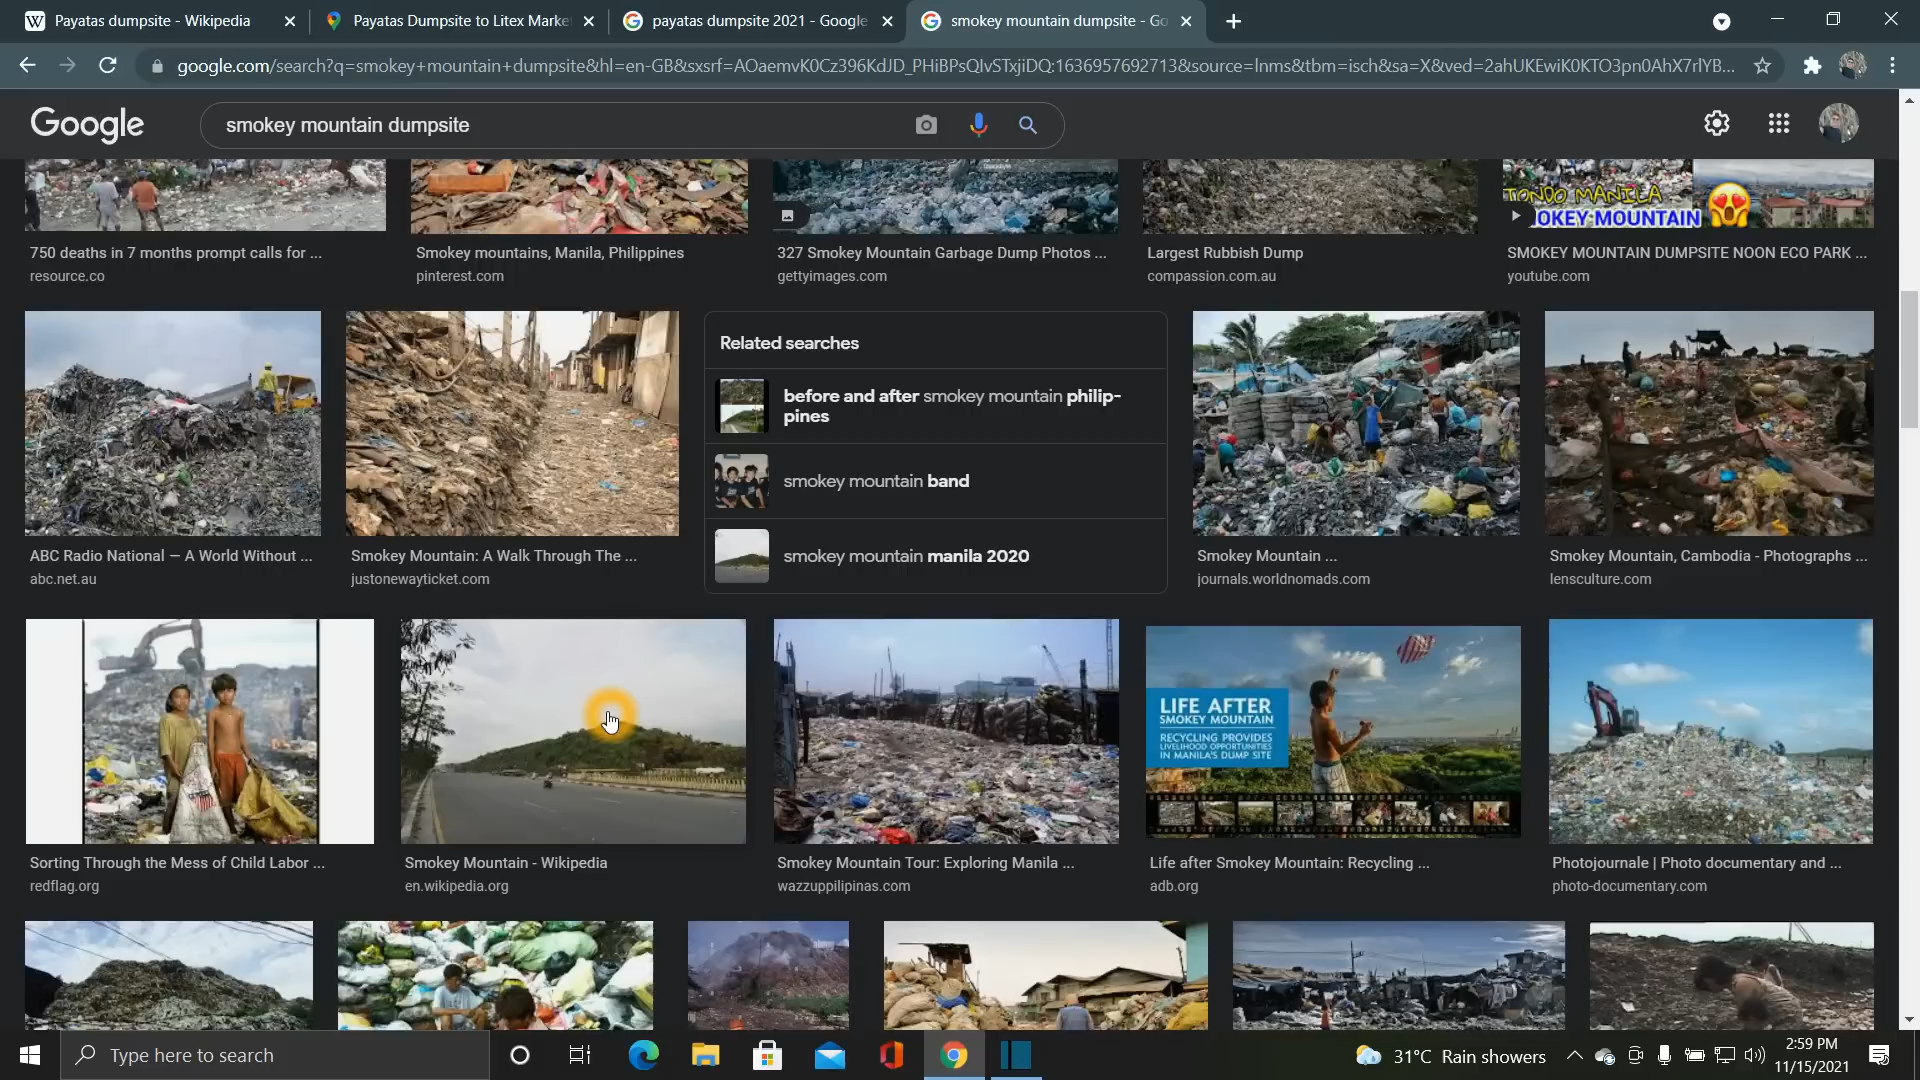 Payatas dumpsite - Wikipedia
Payatas Dumpsite to Litex Marke
payatas dumpsite 2021 - Google
smokey mountain dumpsite - Go
google.com/search?q=smokey+mountain+dumpsite&hl=en-GB&sxsrf=AOaemvK0Cz396KdJD_PHiBPsQIvSTxjiDQ:1636957692713&source=lnms&tbm=isch&sa=X&ved=2ahUKEwiK0KTO3pn0AhX7rlYB...
Google
smokey mountain dumpsite
TONDO MANILA
OKEY MOUNTAIN
750 deaths in 7 months prompt calls for ...
resource.co
Smokey mountains, Manila, Philippines
pinterest.com
327 Smokey Mountain Garbage Dump Photos ...
gettyimages.com
Largest Rubbish Dump
compassion.com.au
SMOKEY MOUNTAIN DUMPSITE NOON ECO PARK ...
youtube.com
Related searches
before and after smokey mountain philip-
pines
smokey mountain band
smokey mountain manila 2020
ABC Radio National — A World Without ...
abc.net.au
Smokey Mountain: A Walk Through The ...
justonewayticket.com
Smokey Mountain ...
journals.worldnomads.com
Smokey Mountain, Cambodia - Photographs ...
lensculture.com
LIFE AFTER
SMOKEY MOUNTAIN
RECYCLING PROVIDES
LIVELIHOOD OPPORTUNITIES
IN MANILA'S DUMP SITE
Sorting Through the Mess of Child Labor ...
redflag.org
Smokey Mountain - Wikipedia
en.wikipedia.org
Smokey Mountain Tour: Exploring Manila ...
wazzuppilipinas.com
Life after Smokey Mountain: Recycling ...
adb.org
Photojournale | Photo documentary and ...
photo-documentary.com
Type here to search
31°C Rain showers
2:59 PM
11/15/2021